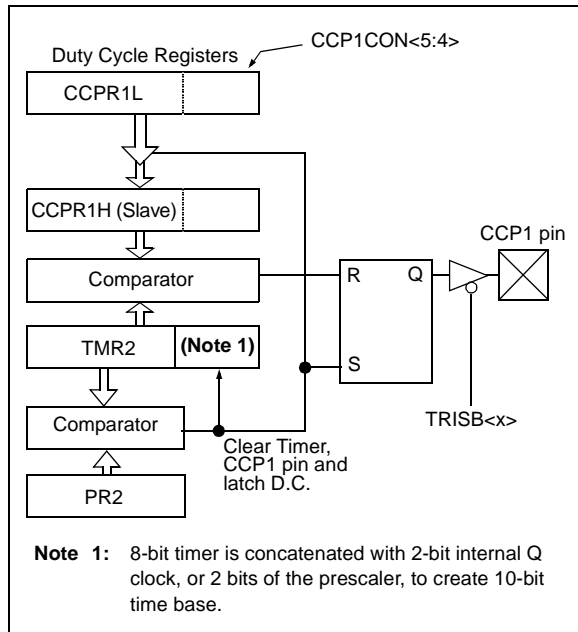 CCP1CON<5:4>
Duty Cycle Registers
CCPR1L
CCPR1H (Slave)
CCP1 pin
Comparator
R
Q
TMR2
(Note 1)
S
Comparator
TRISB<x>
Clear Timer,
CCP1 pin and
latch D.C.
PR2
Note 1: 8-bit timer is concatenated with 2-bit internal Q
clock, or 2 bits of the prescaler, to create 10-bit
time base.